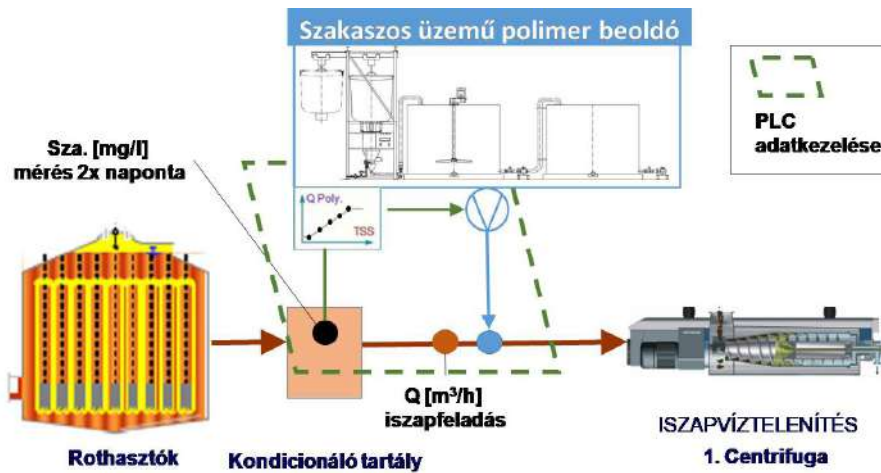 Szakaszos üzemű polimer beoldó
PLC
adatkezelése
Sza. [mg/l]
mérés 2x naponta
Q Poly.
TSS
Q [m³/h]
iszapfeladás
Rothasztók
Kondicionáló tartály
ISZAPVÍZTELENÍTÉS
1. Centrifuga